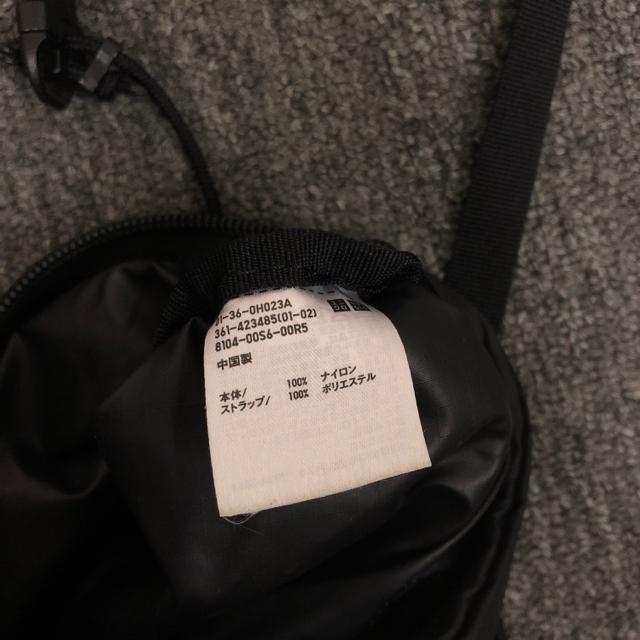 -36-0H023A
361-423485(01-02)
8104-00S6-00R5
中国製
本体/ 100% ナイロン
ストラップ/ 100% ポリエステル